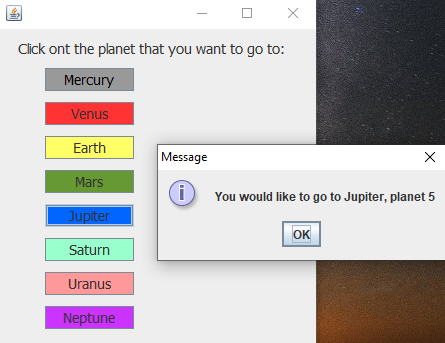 Click ont the planet that you want to go to:
Mercury
Venus
Earth
Mars
Jupiter
Saturn
Uranus
Neptune
Message
You would like to go to Jupiter, planet 5
OK